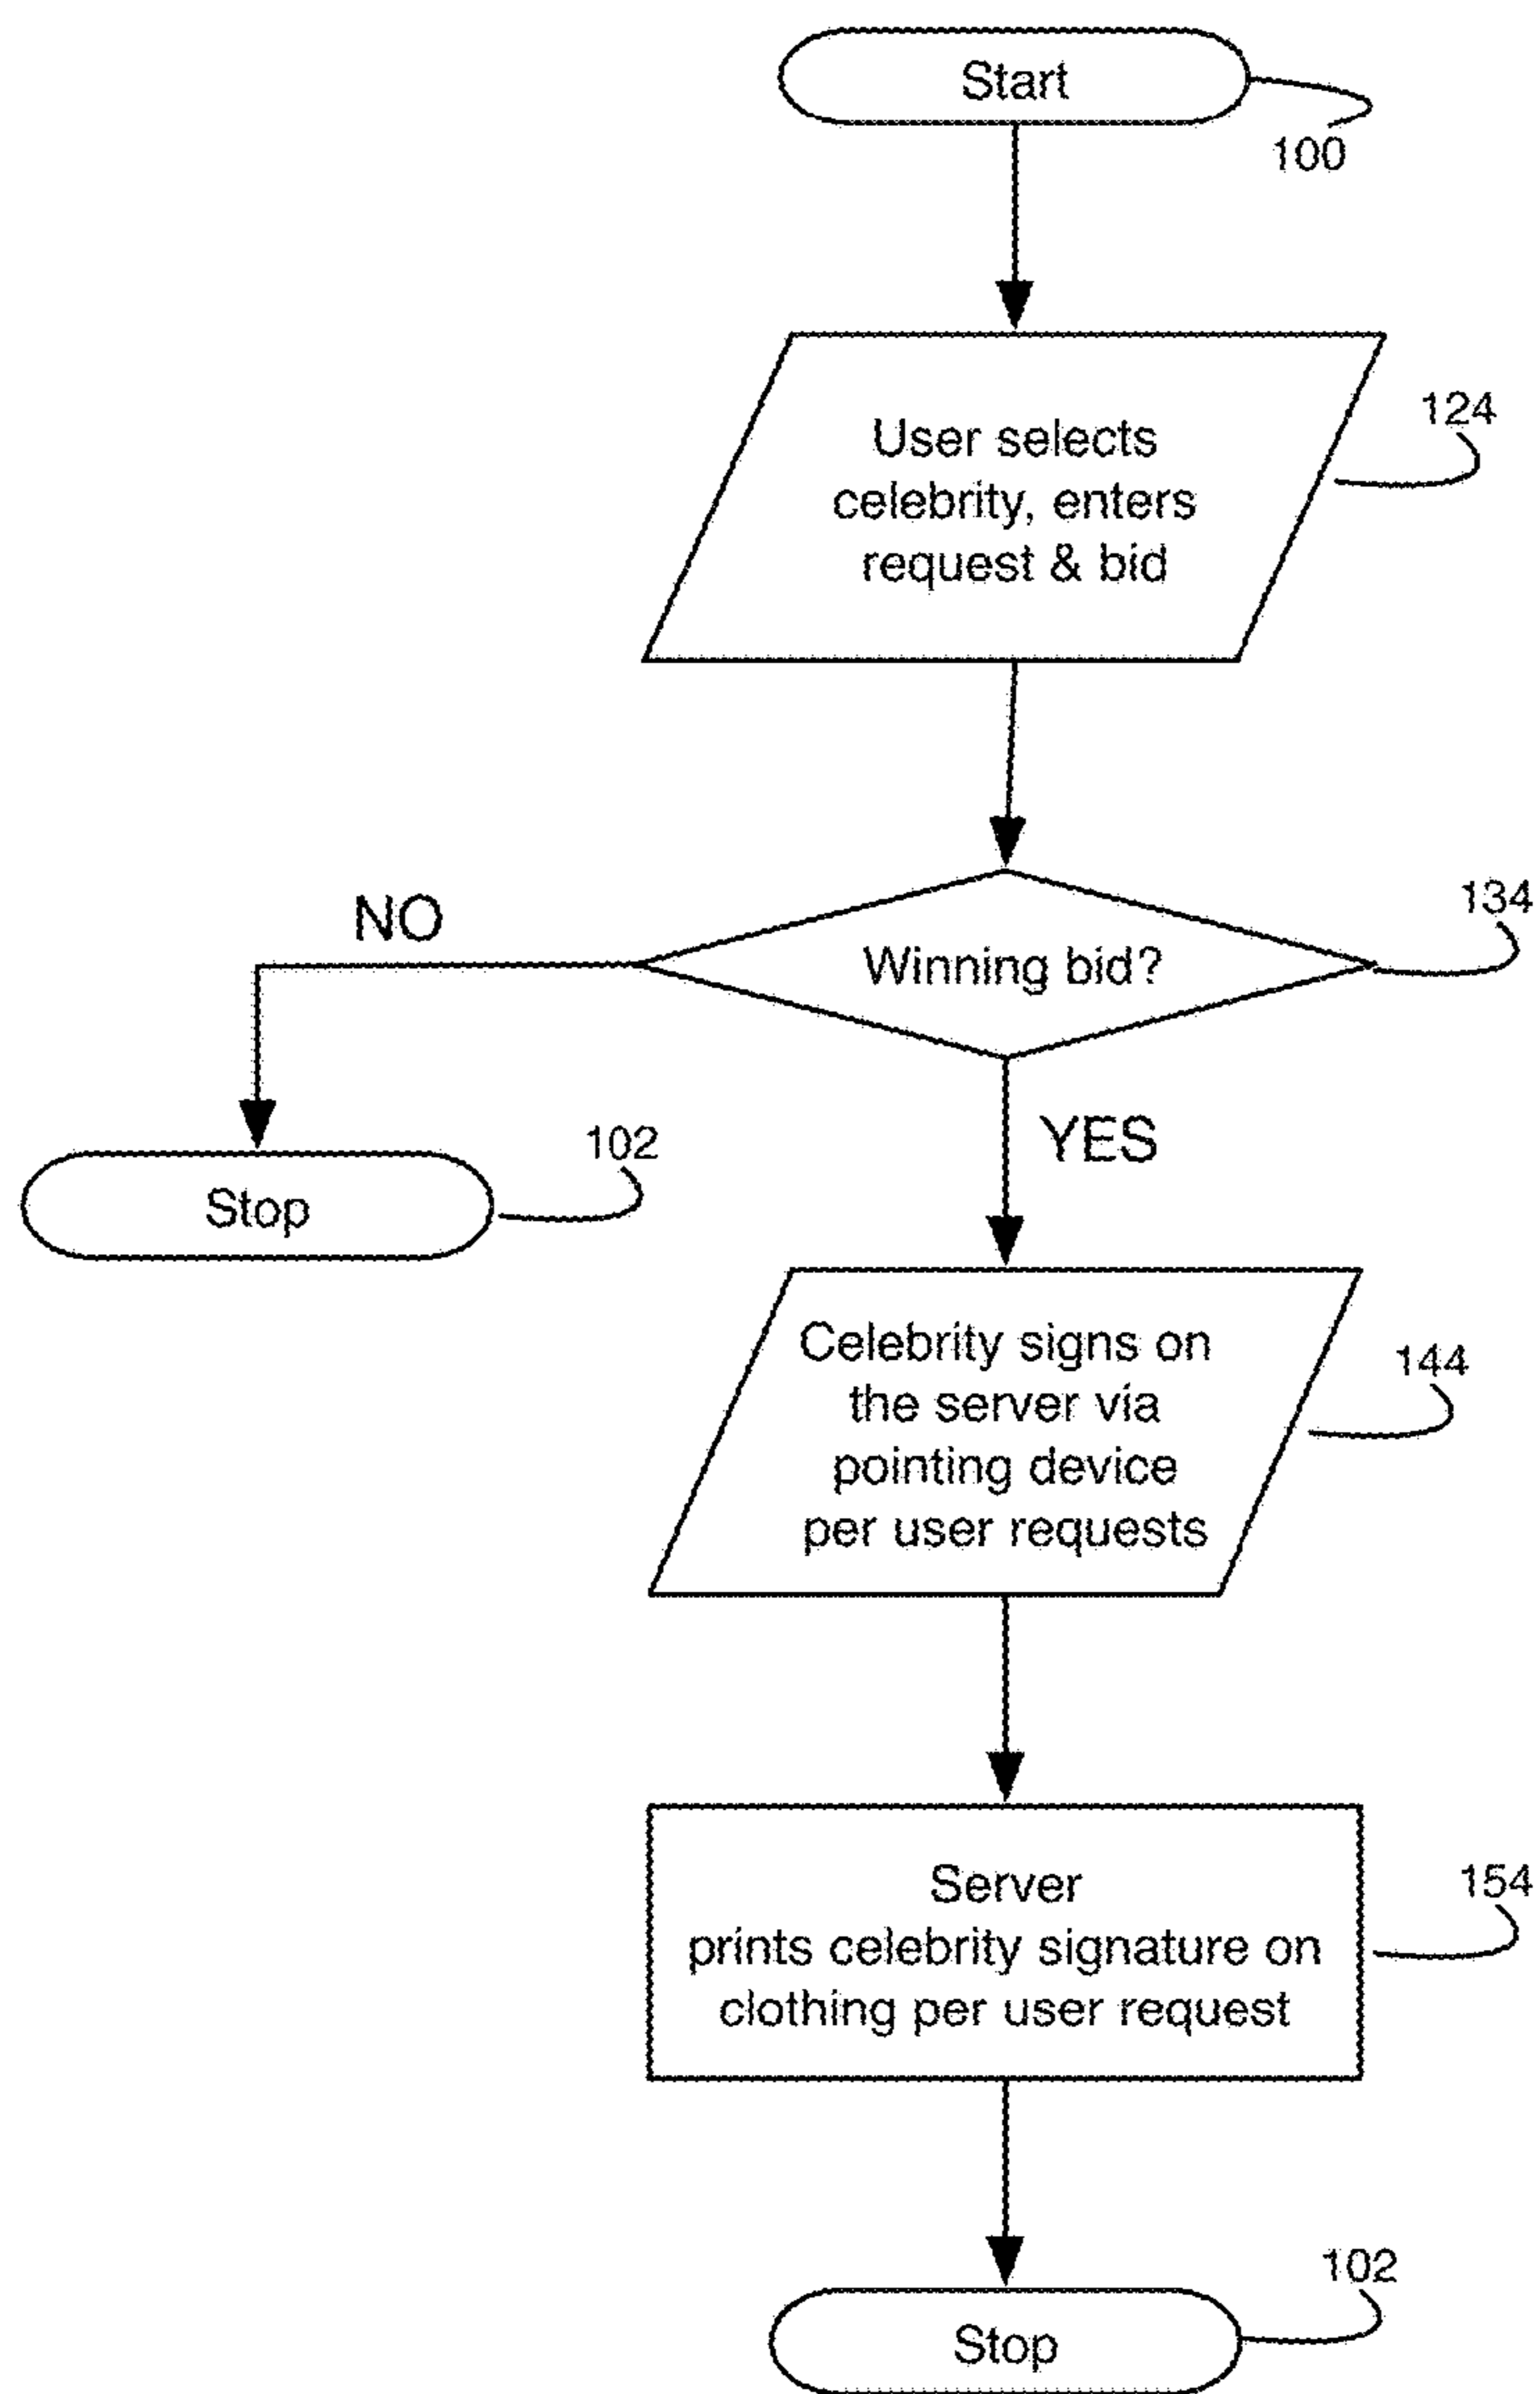 Start
100
124
User selects
celebrity, enters
request & bid
134
NO
Winning bid?
102
YES
Stop
Celebrity signs on
the server via
pointing device
per user requests
144
Server
prints celebrity signature on
clothing per user request
154
102
Stop